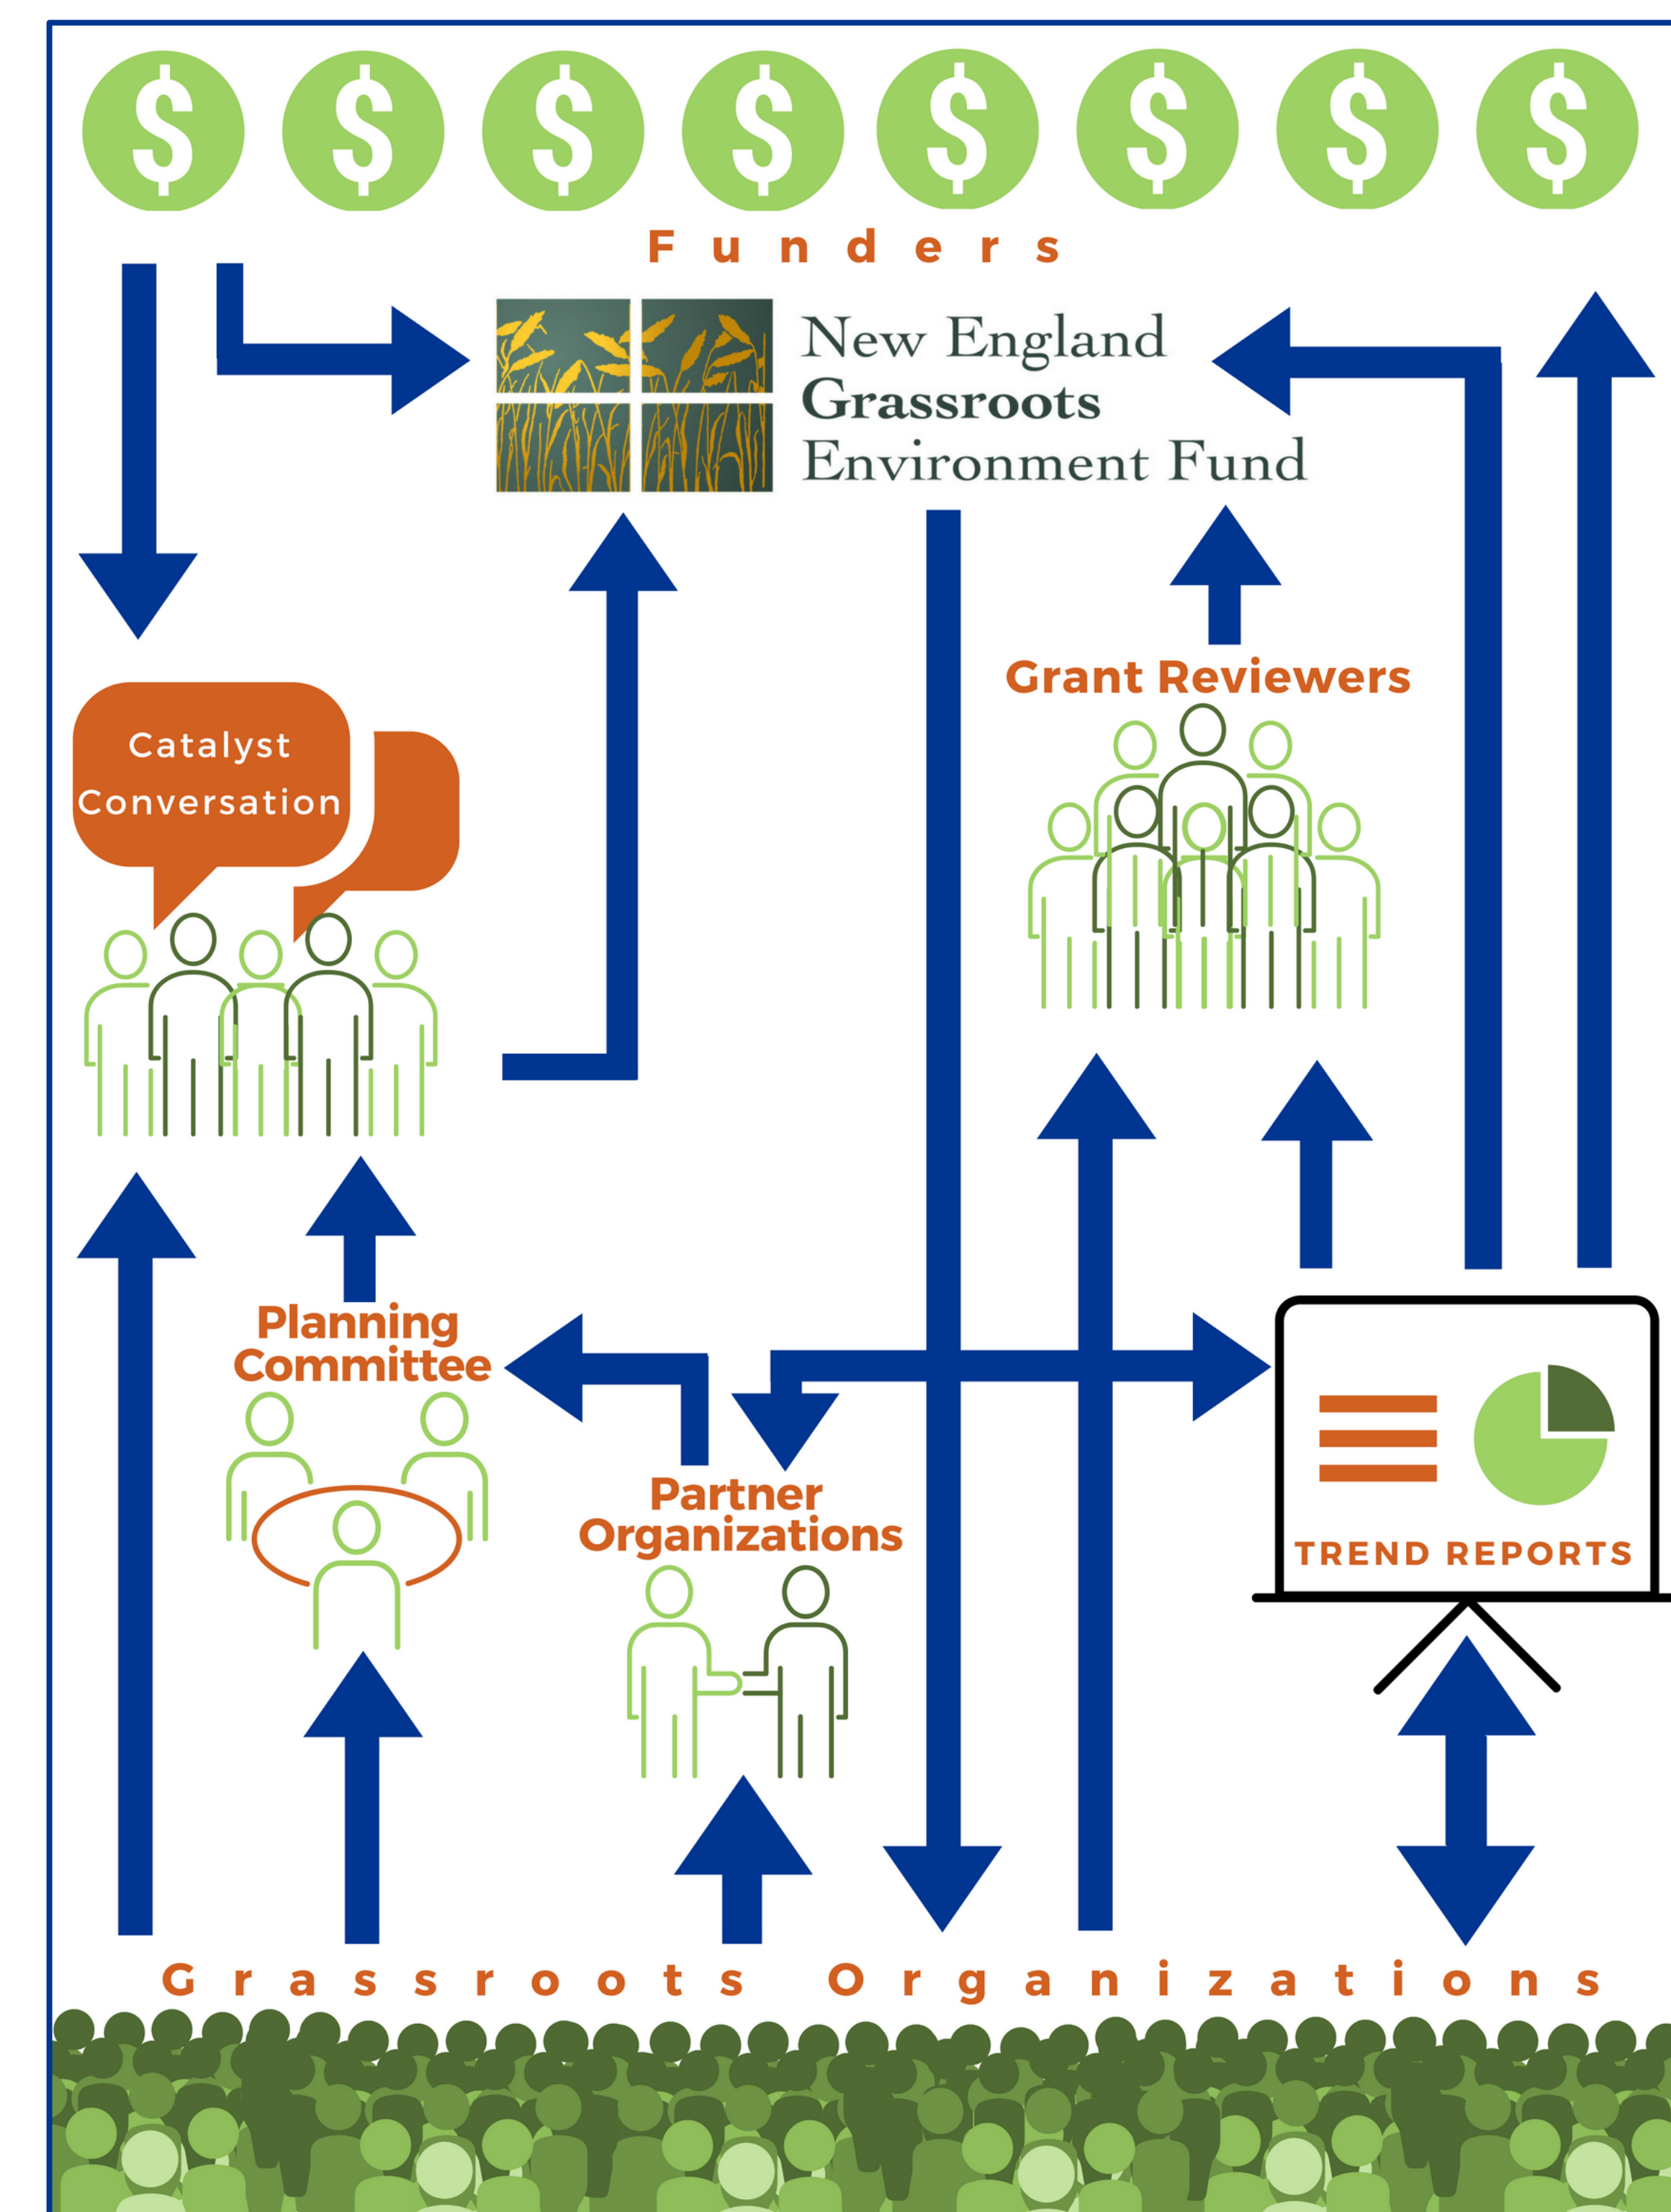 $ $ $ $ $ $ $ $
Funders
New England
Grassroots
Environment Fund
Grant Reviewers
Catalyst
Conversation
Planning
Committee
Partner
Organizations
TREND REPORTS
Grassroots Organizations